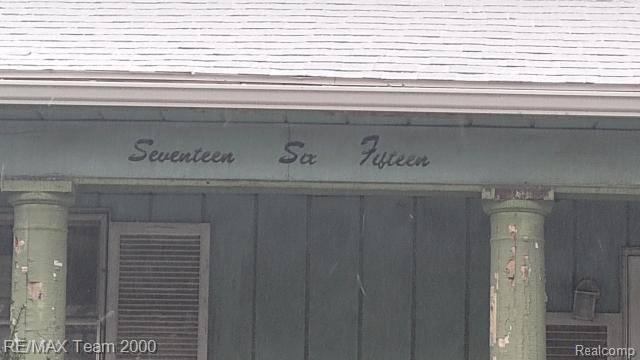 Seventeen Six Fifteen
RE/MAX Team 2000
Realcomp